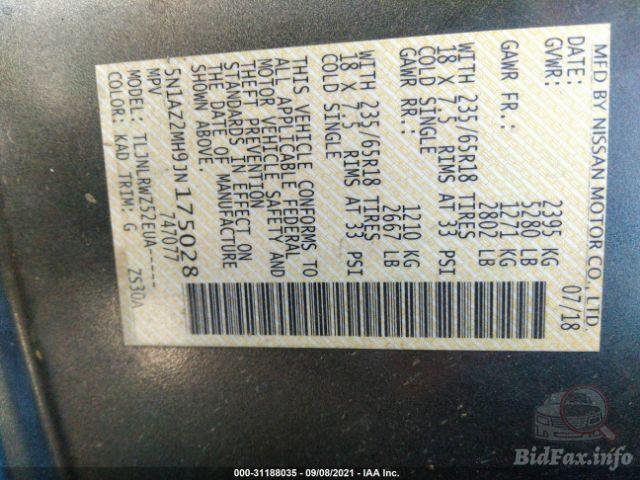 MFD BY NISSAN MOTOR CO., LTD.
DATE: 07/18
GVWR: 2395 KG
5280 LB
GAWR FR.: 1271 KG
2802 LB
WITH 235/65R18 TIRES
18 X 7.5 RIMS AT 33 PSI
COLD SINGLE
GAWR RR.: 1210 KG
2667 LB
WITH 235/65R18 TIRES
18 X 7.5 RIMS AT 33 PSI
COLD SINGLE
THIS VEHICLE CONFORMS TO
ALL APPLICABLE FEDERAL
MOTOR VEHICLE SAFETY AND
THEFT PREVENTION
STANDARDS IN EFFECT ON
THE DATE OF MANUFACTURE
SHOWN ABOVE.
5N1AZ2MH9JN175028
MPV 747077
MODEL: TLJNLRWZ52EUA-----
COLOR: KAD TRIM: G ZS30A
000-31188035 - 09/08/2021 - IAA Inc.
BidFax.info